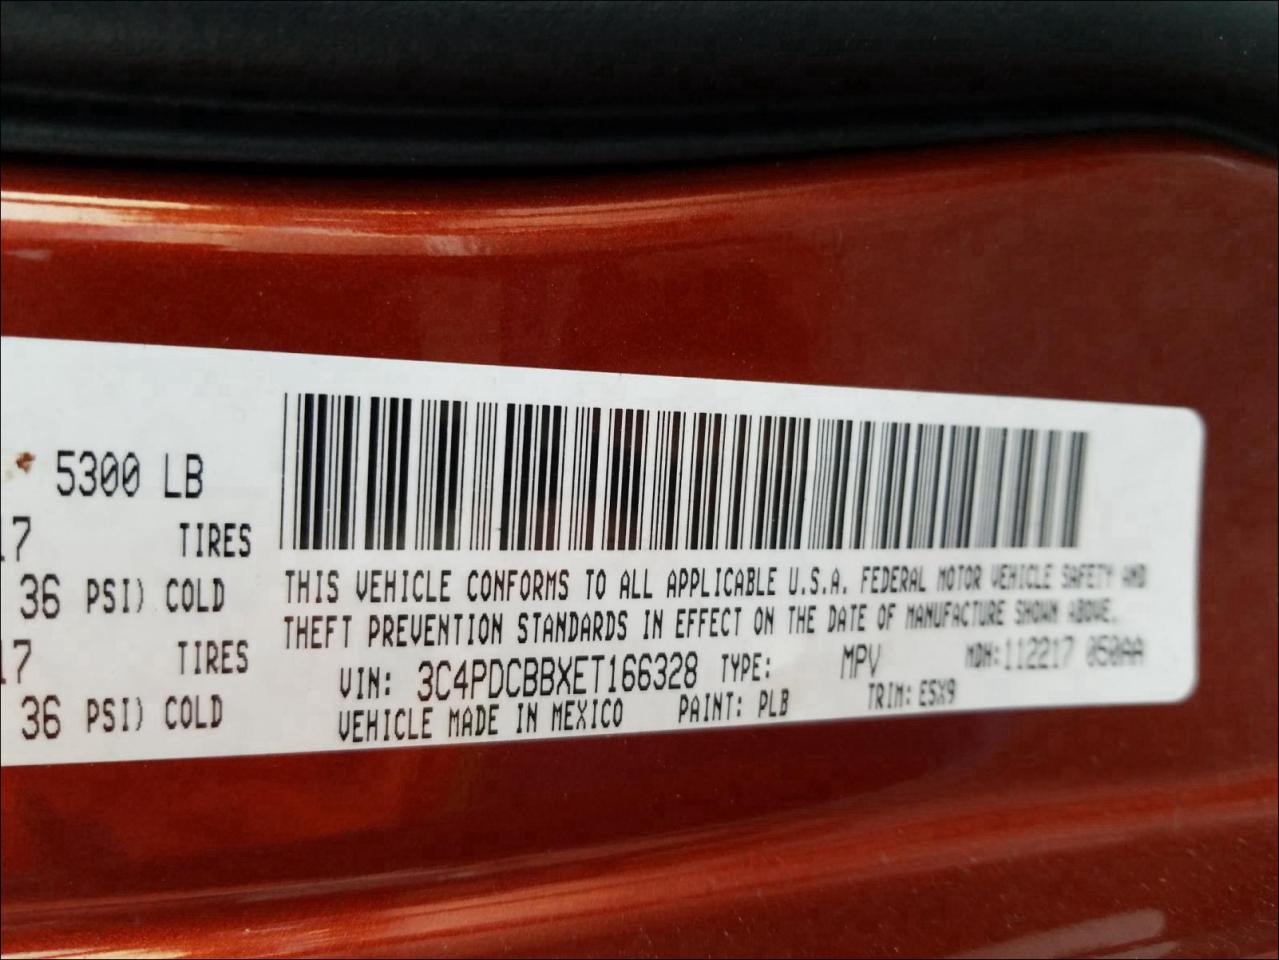 5300 LB
17 TIRES
36 PSI) COLD
17 TIRES
36 PSI) COLD
THIS VEHICLE CONFORMS TO ALL APPLICABLE U.S.A. FEDERAL MOTOR VEHICLE SAFETY AND
THEFT PREVENTION STANDARDS IN EFFECT ON THE DATE OF MANUFACTURE SHOWN ABOVE.
VIN: 3C4PDCBBXET166328 TYPE: MPV MDH:112217 050AA
VEHICLE MADE IN MEXICO PAINT: PLB TRIM: E5X9